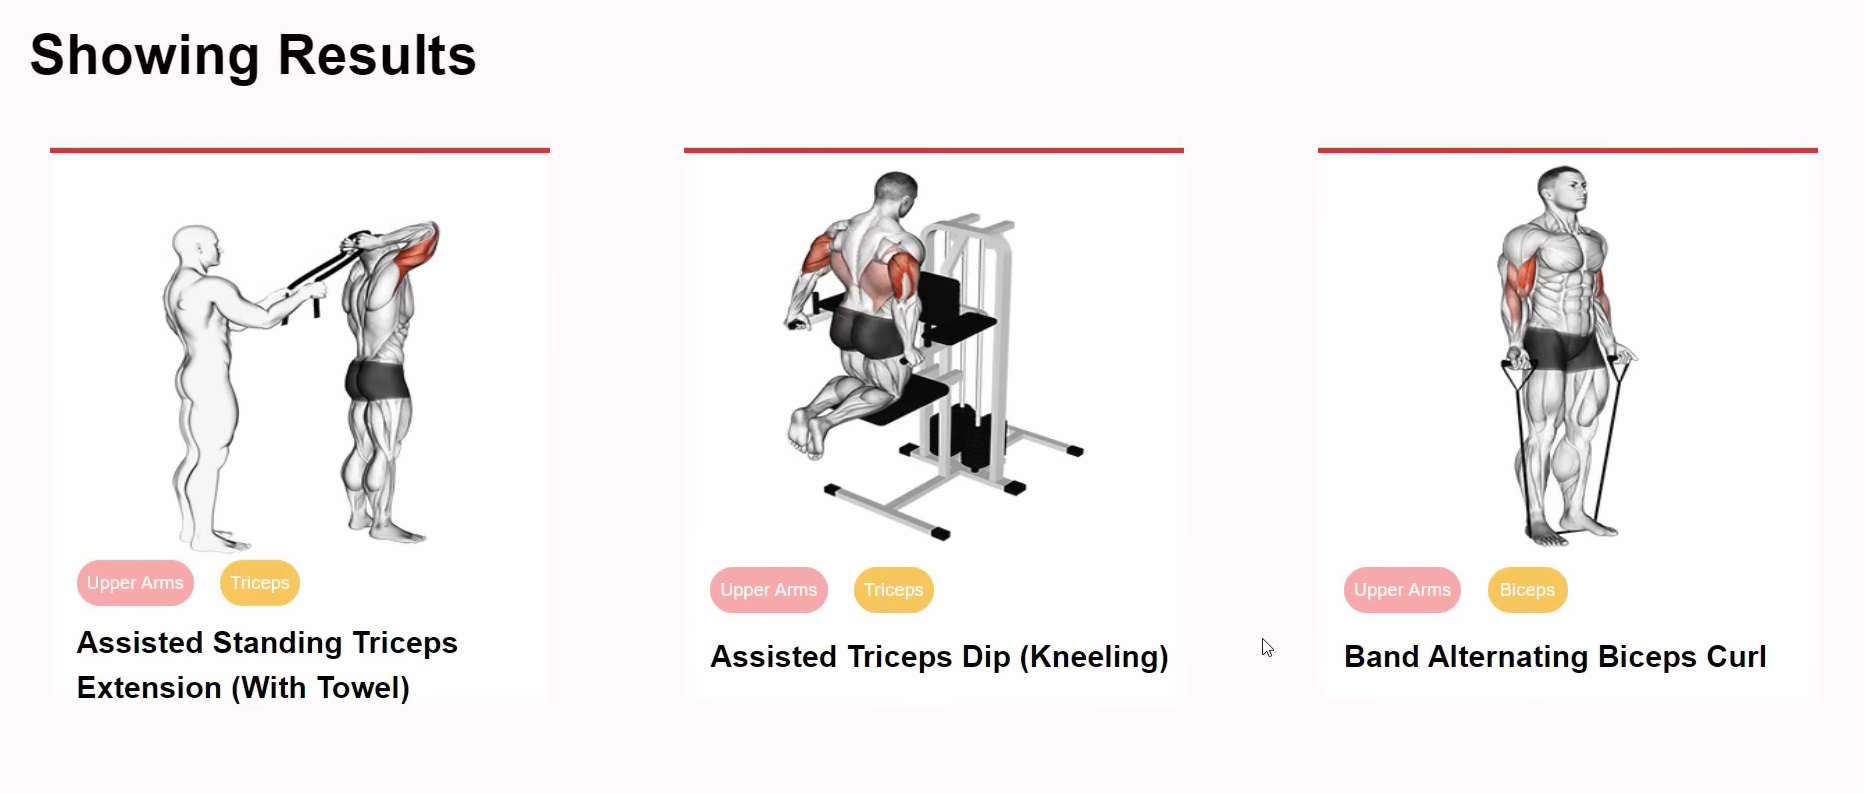 Showing Results
Upper Arms Triceps
Assisted Standing Triceps
Extension (With Towel)
Upper Arms Triceps
Assisted Triceps Dip (Kneeling)
Upper Arms Biceps
Band Alternating Biceps Curl